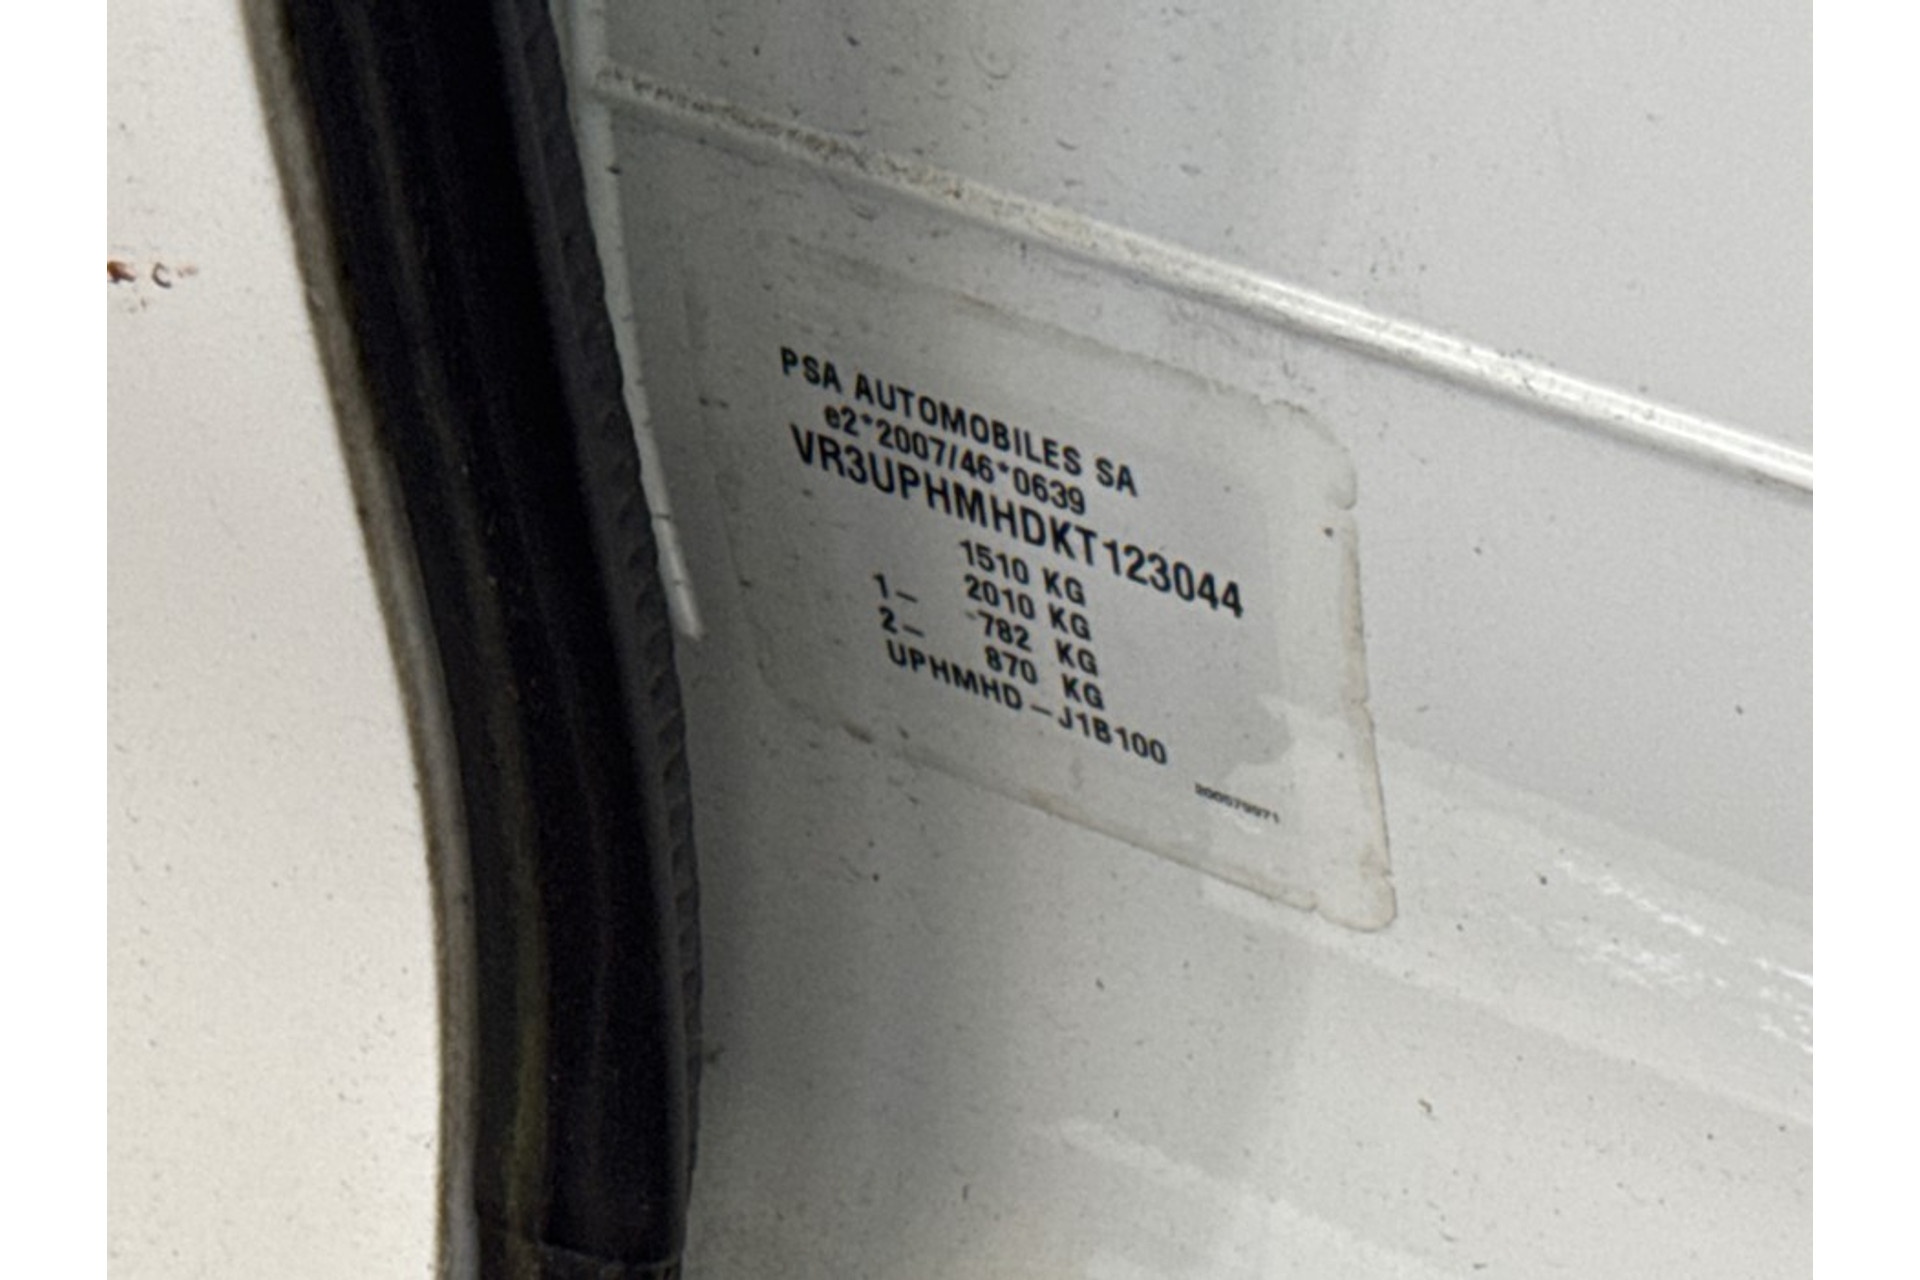 PSA AUTOMOBILES SA
e2*2007/46*0639
VR3UPHMHDKT123044
1510 KG
2010 KG
1- 782 KG
2- 870 KG
UPHMHD-J1B100